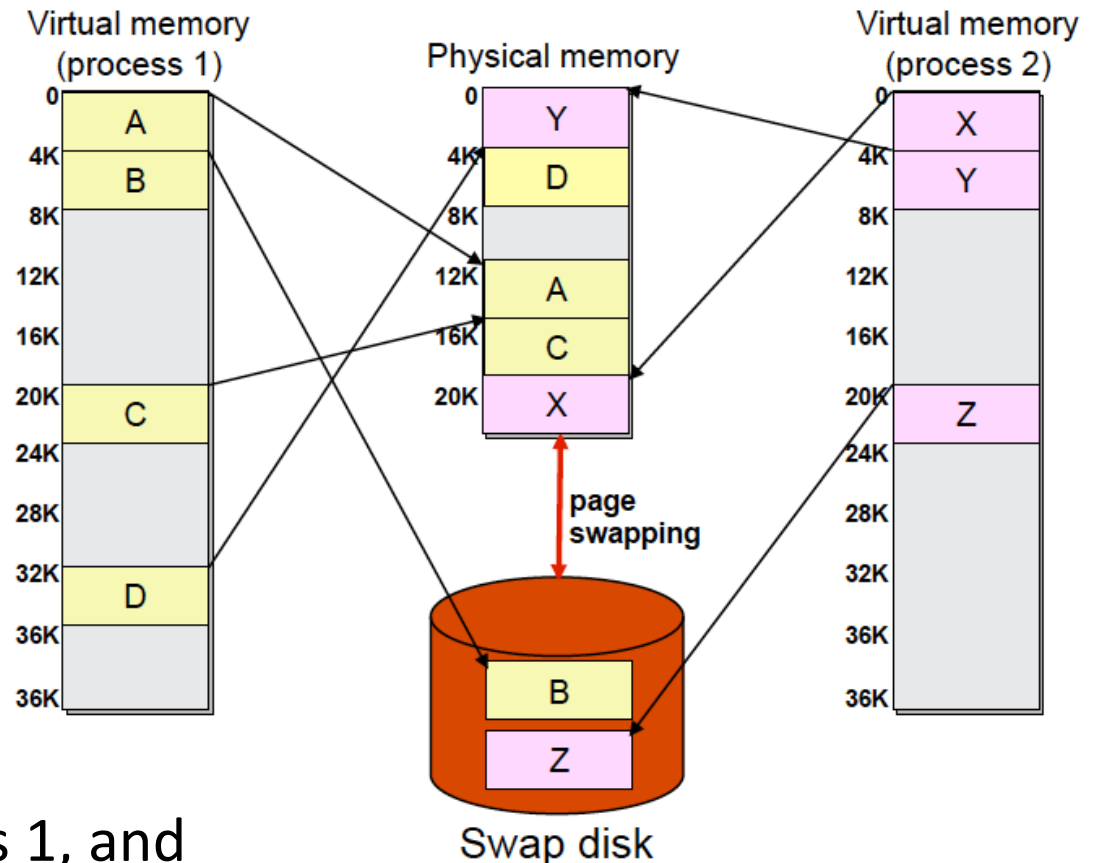 Virtual memory
(process 1)
0
A
4K
B
8K
12K
16K
20K
C
24K
28K
32K
D
36K
36K
Physical memory
0
Y
4K
D
8K
12K
A
16K
C
20K
X
page
swapping
B
Z
Swap disk
Virtual memory
(process 2)
0
X
4K
Y
8K
12K
16K
20K
Z
24K
28K
32K
36K
36K
s 1, and